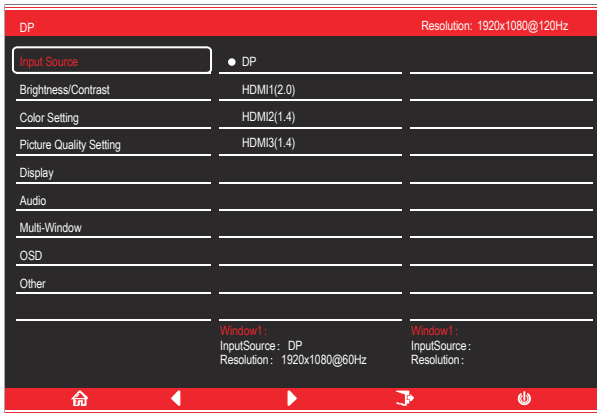 DP Resolution: 1920x1080@120Hz
Input Source DP
Brightness/Contrast HDMI1(2.0)
Color Setting HDMI2(1.4)
Picture Quality Setting HDMI3(1.4)
Display
Audio
Multi-Window
OSD
Other
Window1: Window1:
InputSource: DP InputSource:
Resolution: 1920x1080@60Hz Resolution: